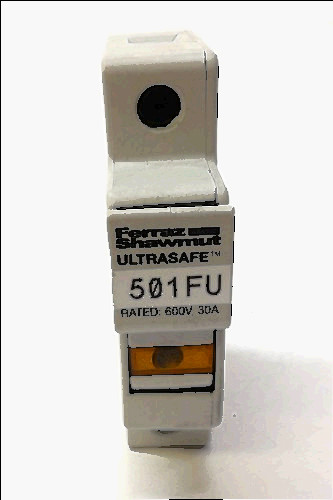 Ferraz
Shawmut
ULTRASAFE™
501FU
RATED: 600V 30A